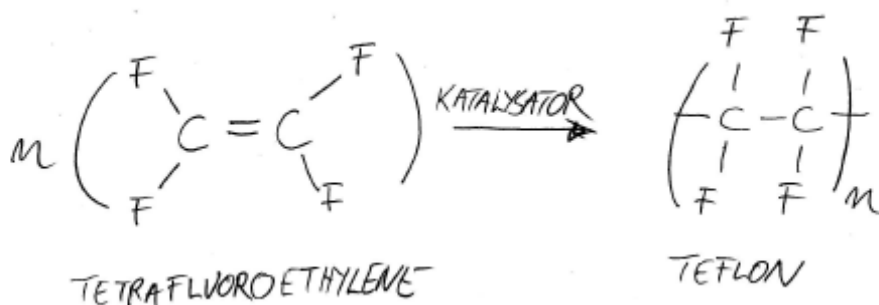 F F F F
n ( C = C ) KATALYSATOR ( C - C ) n
F F F F
TETRAFLUOROETHYLENE TEFLON